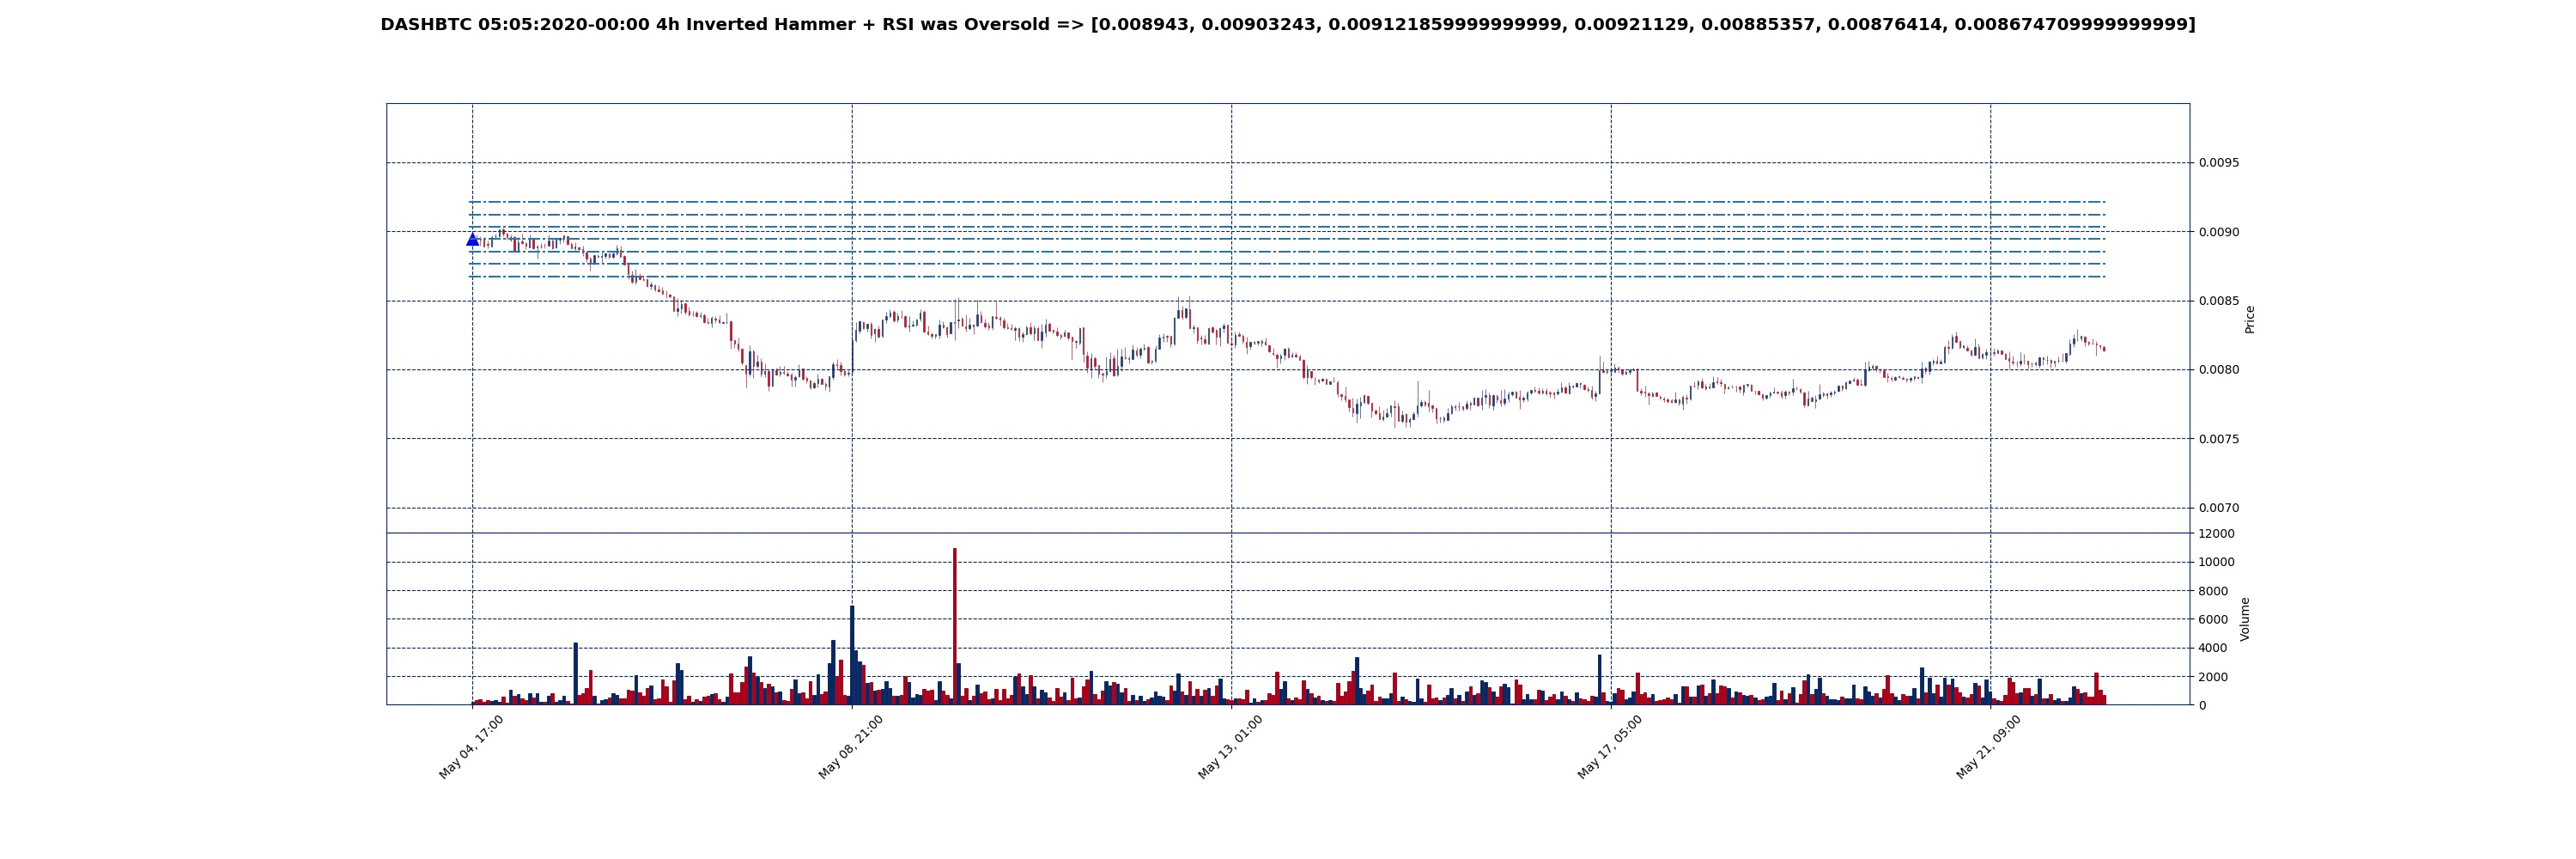 DASHBTC 05:05:2020-00:00 4h Inverted Hammer + RSI was Oversold => [0.008943, 0.00903243, 0.009121859999999999, 0.00921129, 0.00885357, 0.00876414, 0.008674709999999999]
0.0095
0.0090
0.0085
0.0080
0.0075
0.0070
Price
12000
10000
8000
6000
4000
2000
0
Volume
May 04, 17:00
May 08, 21:00
May 13, 01:00
May 17, 05:00
May 21, 09:00